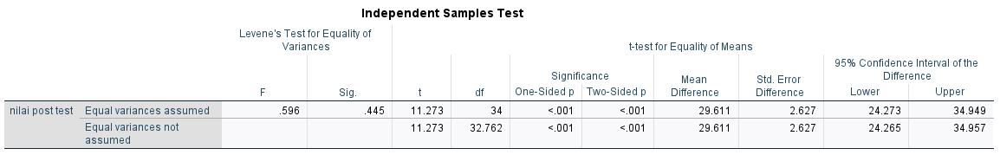 Independent Samples Test
Levene's Test for Equality of
Variances
t-test for Equality of Means
F
Sig.
t
df
Significance
One-Sided p
Two-Sided p
Mean
Difference
Std. Error
Difference
95% Confidence Interval of the
Difference
Lower
Upper
nilai post test Equal variances assumed .596 .445 11.273 34 <.001 <.001 29.611 2.627 24.273 34.949
Equal variances not
assumed
11.273 32.762 <.001 <.001 29.611 2.627 24.265 34.957